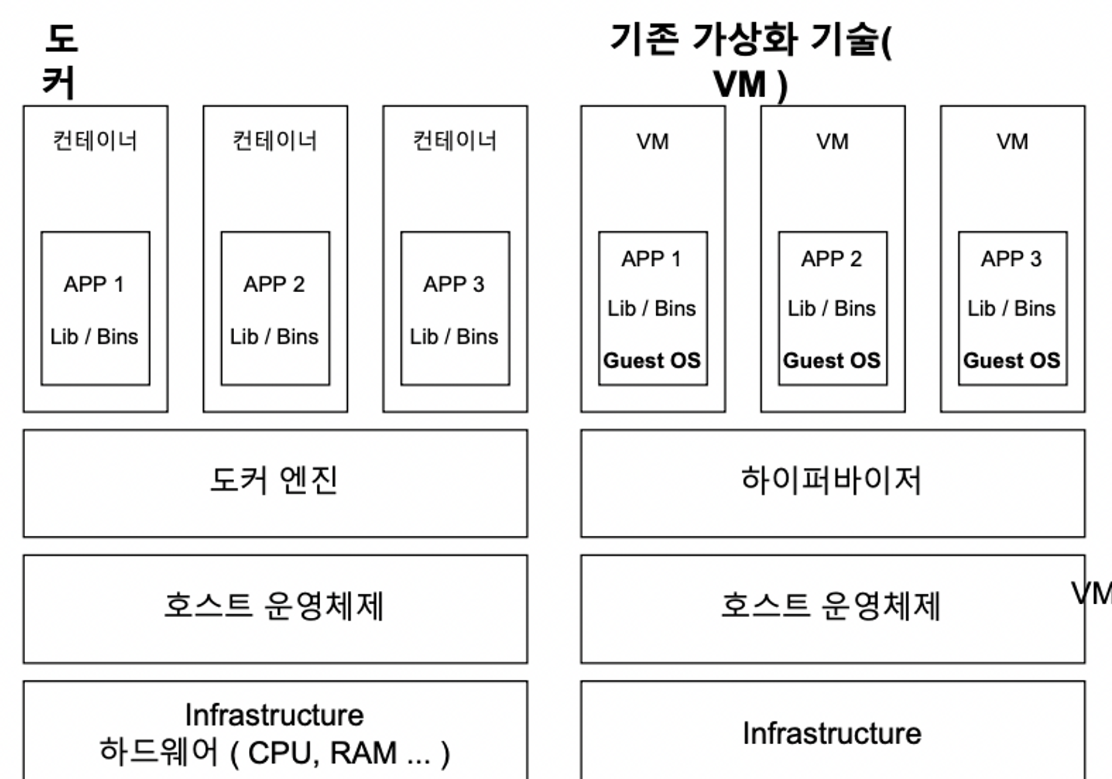 도
커
컨테이너
APP 1
Lib / Bins
컨테이너
APP 2
Lib / Bins
컨테이너
APP 3
Lib / Bins
도커 엔진
호스트 운영체제
Infrastructure
하드웨어 ( CPU, RAM ... )
기존 가상화 기술(
VM )
VM
APP 1
Lib / Bins
Guest OS
VM
APP 2
Lib / Bins
Guest OS
VM
APP 3
Lib / Bins
Guest OS
하이퍼바이저
호스트 운영체제
VM
Infrastructure